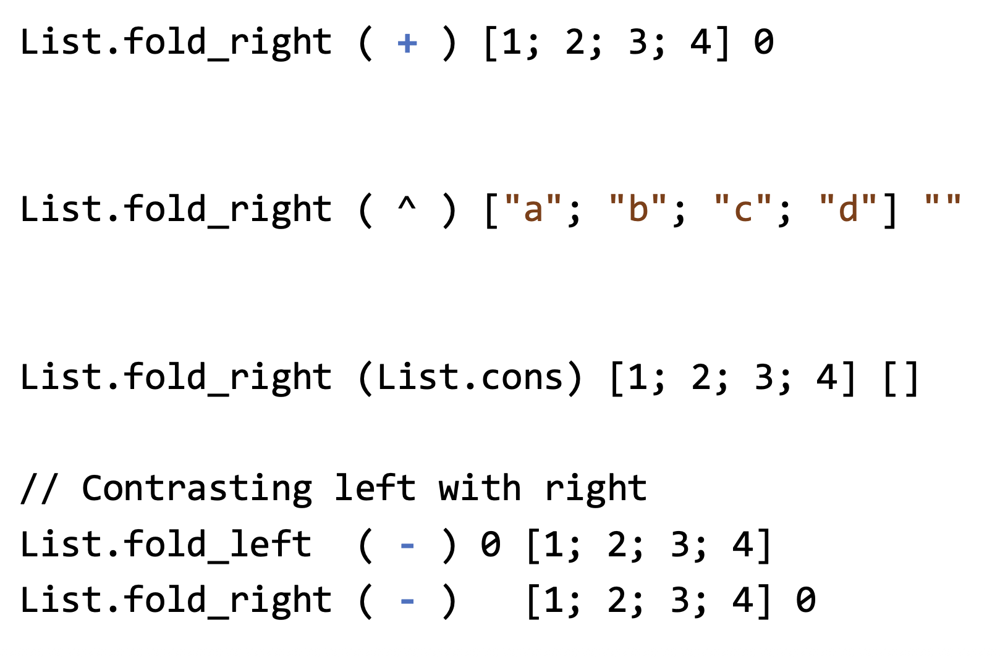 List.fold_right ( + ) [1; 2; 3; 4] 0
List.fold_right ( ^ ) ["a"; "b"; "c"; "d"] ""
List.fold_right (List.cons) [1; 2; 3; 4] []
// Contrasting left with right
List.fold_left  ( - ) 0 [1; 2; 3; 4]
List.fold_right ( - )   [1; 2; 3; 4] 0